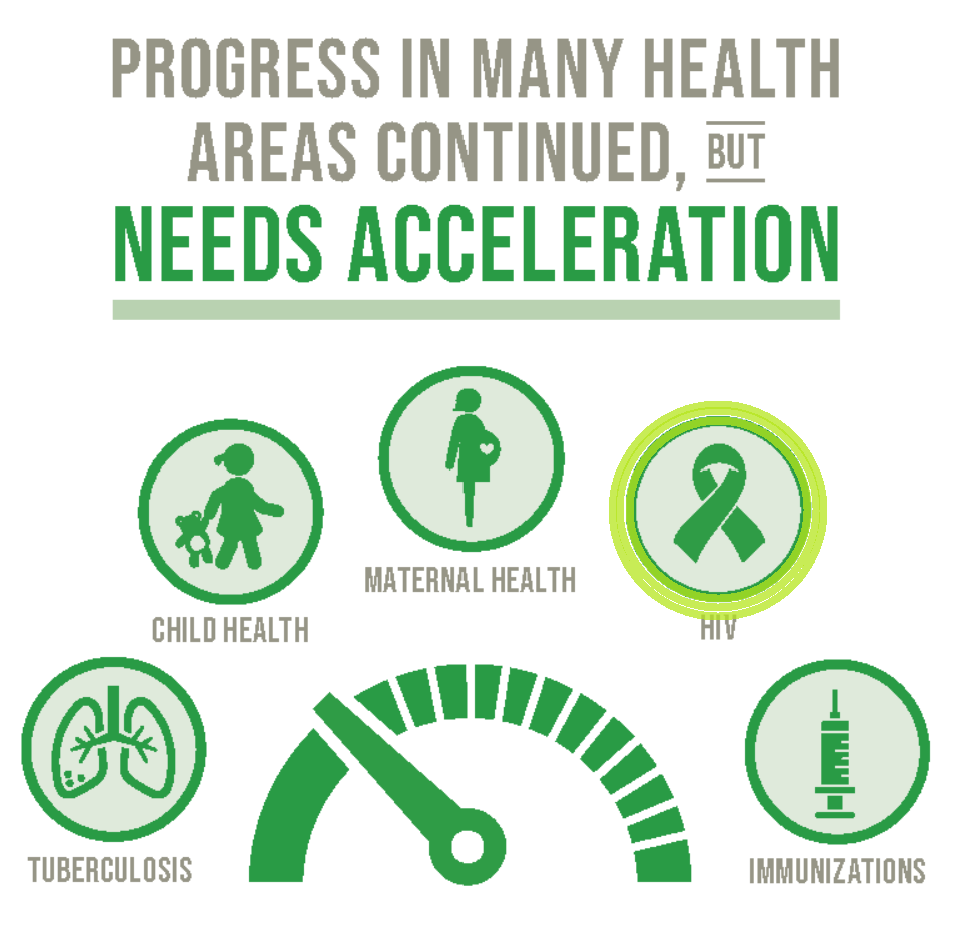 PROGRESS IN MANY HEALTH
AREAS CONTINUED, BUT
NEEDS ACCELERATION
MATERNAL HEALTH
CHILD HEALTH
HIV
TUBERCULOSIS
IMMUNIZATIONS